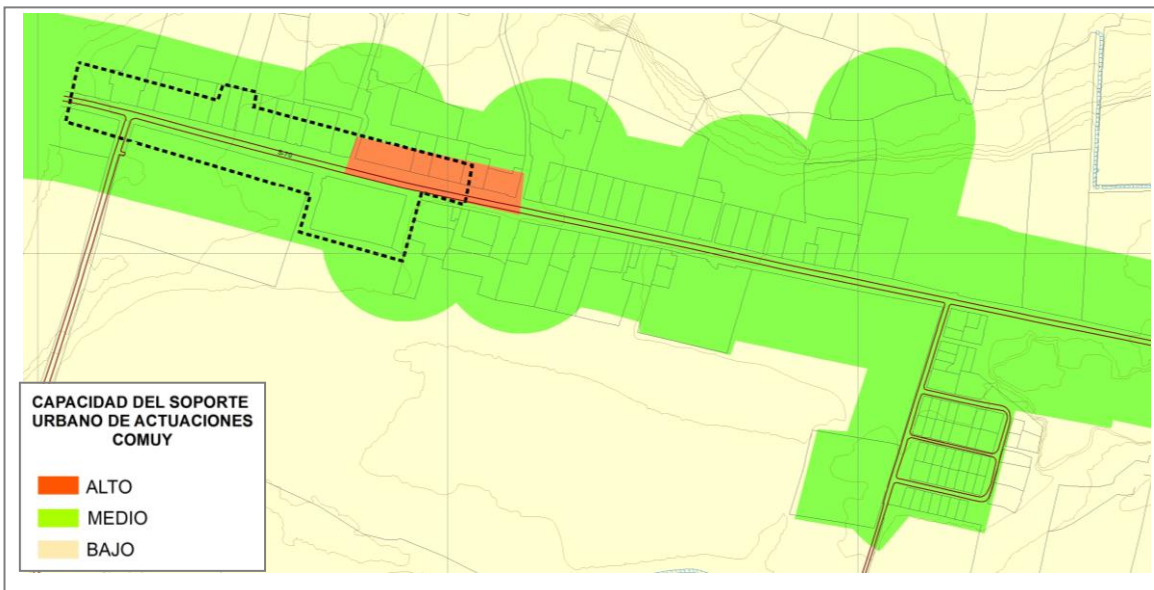 CAPACIDAD DEL SOPORTE
URBANO DE ACTUACIONES
COMUY
ALTO
MEDIO
BAJO